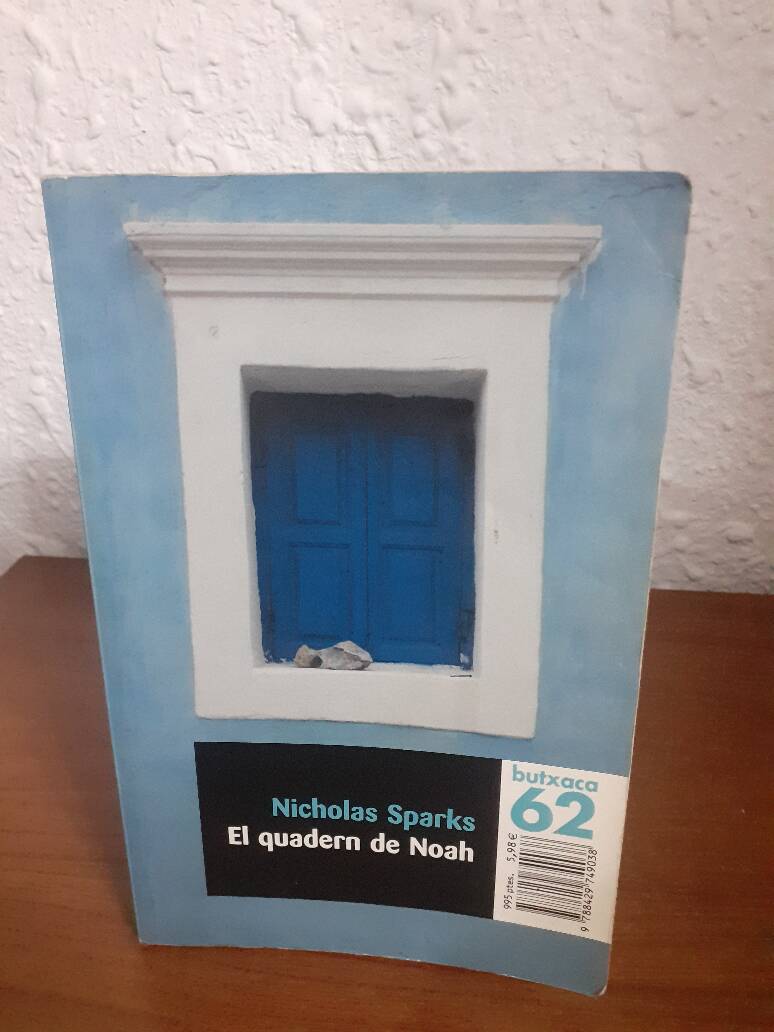 Nicholas Sparks
El quadern de Noah
butxaca
62
995 ptes. 5,98 €
9 788429 749038